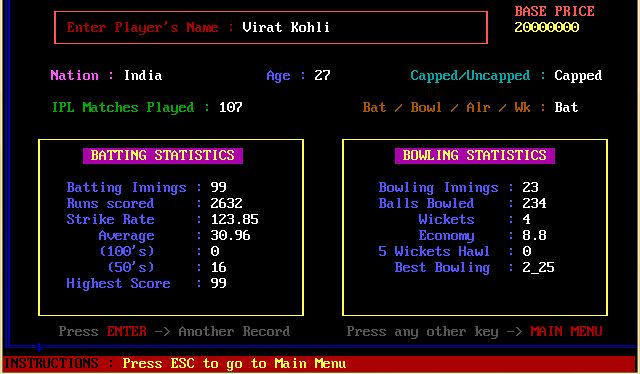 BASE PRICE
Enter Player's Name : Virat Kohli 20000000
Nation : India Age : 27 Capped/Uncapped : Capped
IPL Matches Played : 107 Bat / Bowl / Alr / Wk : Bat
BATTING STATISTICS
Batting Innings : 99
Runs scored : 2632
Strike Rate : 123.85
Average : 30.96
(100's) : 0
(50's) : 16
Highest Score : 99
BOWLING STATISTICS
Bowling Innings : 23
Balls Bowled : 234
Wickets : 4
Economy : 8.8
5 Wickets Hawl : 0
Best Bowling : 2_25
Press ENTER -> Another Record Press any other key -> MAIN MENU
INSTRUCTIONS : Press ESC to go to Main Menu